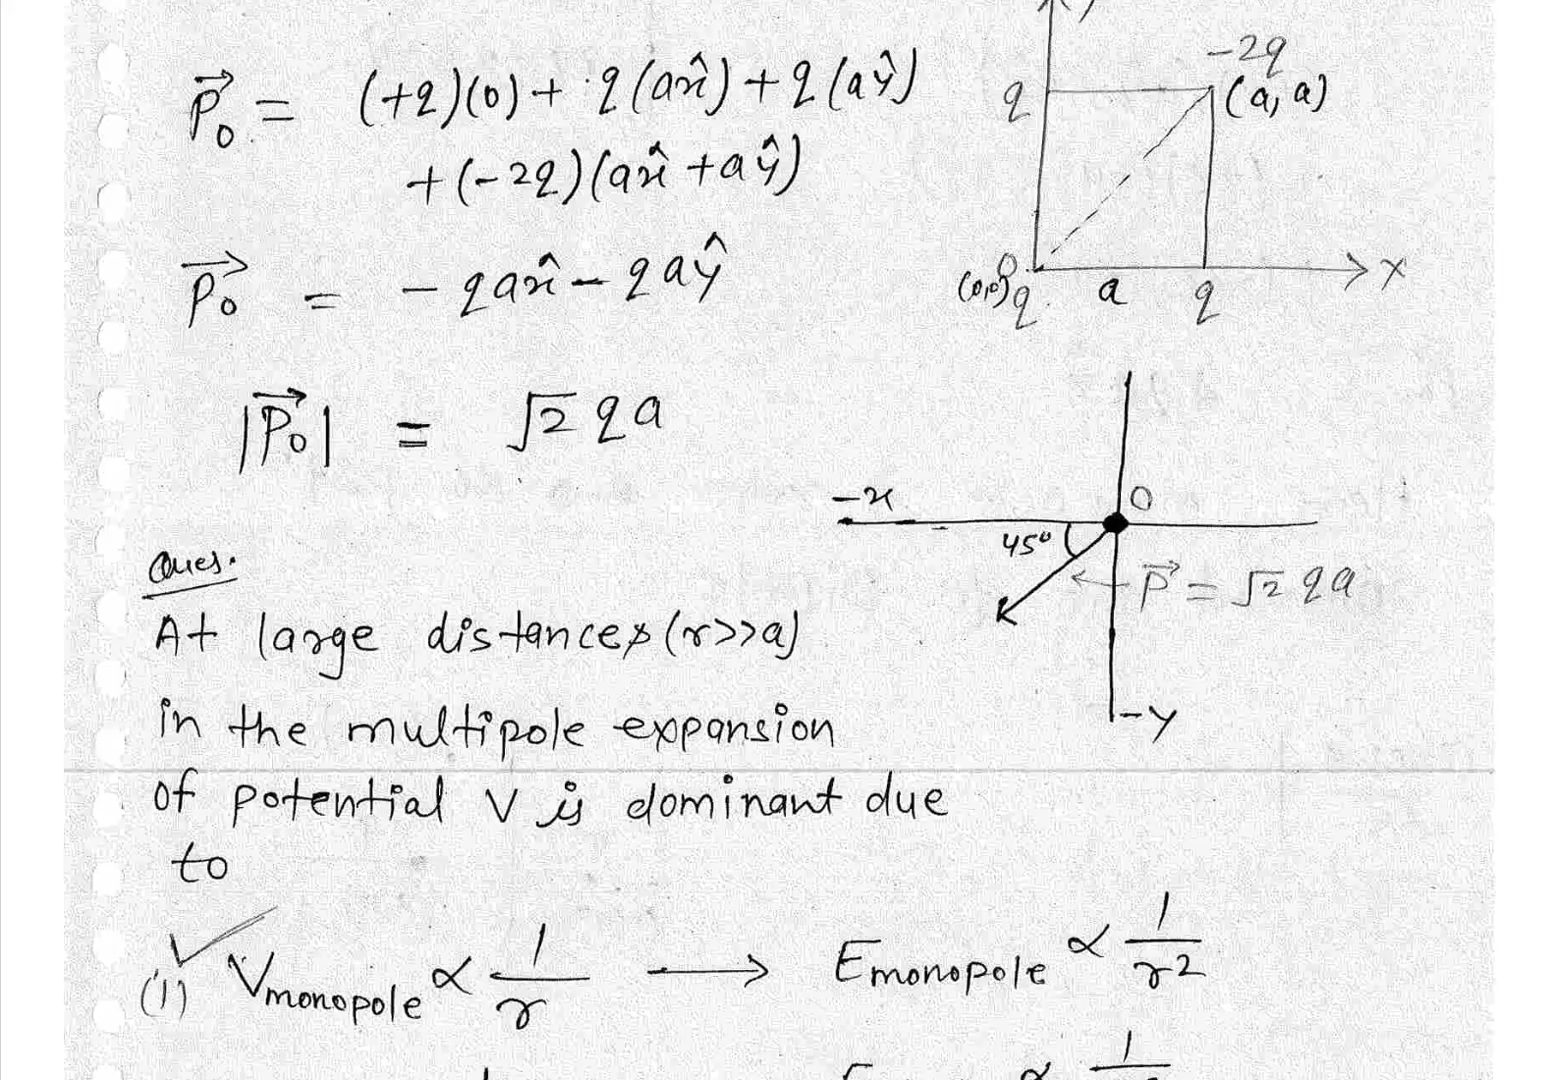 P⃗₀ = (+q)(0) + q(ax̂) + q(aŷ)
+(-2q)(ax̂ + aŷ)
P⃗₀ = - qax̂ - qaŷ
|P⃗₀| = √2 qa
-2q
q
(a, a)
(0,0)
q
a
q
X
-x
O
45°
P⃗ = √2 qa
-y
Ques.
At large distances (r>>a)
in the multipole expansion
of potential V is dominant due
to
(1) Vmonopole ∝ 1/r ⟶ Emonopole ∝ 1/r²